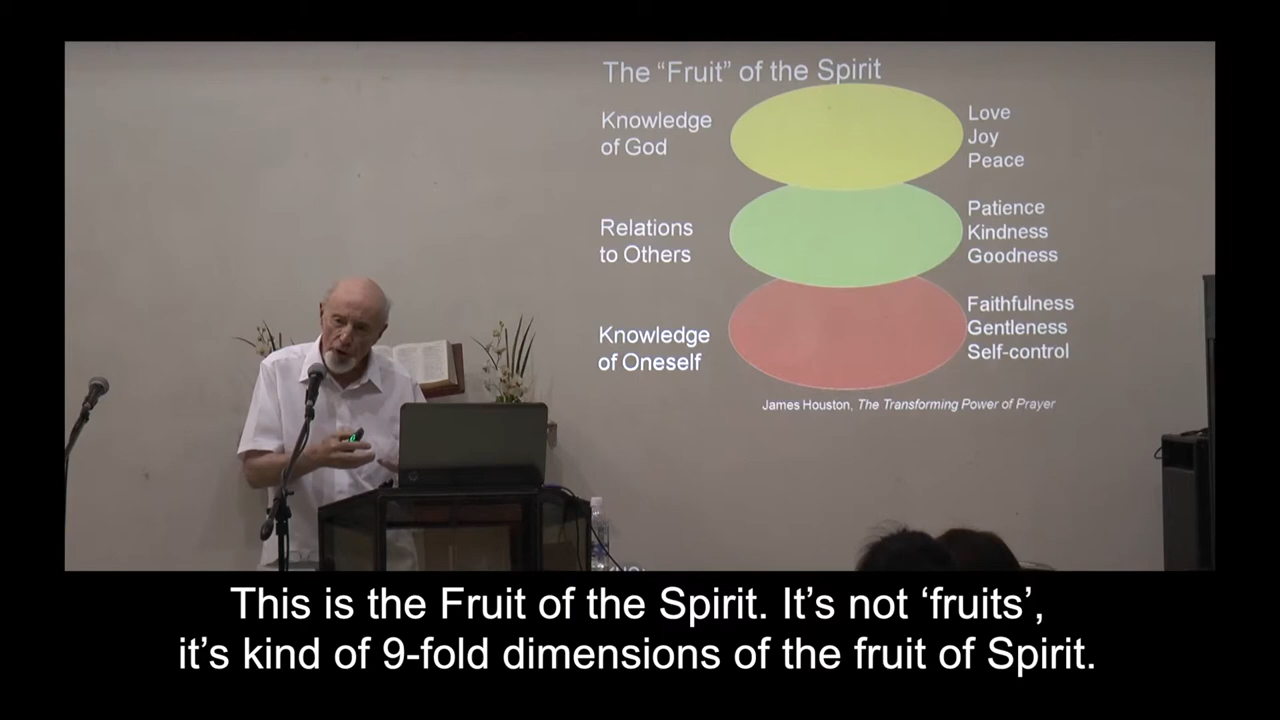 The “Fruit” of the Spirit
Knowledge
of God
Love
Joy
Peace
Relations
to Others
Patience
Kindness
Goodness
Knowledge
of Oneself
Faithfulness
Gentleness
Self-control
James Houston, The Transforming Power of Prayer
This is the Fruit of the Spirit. It’s not ‘fruits’,
it’s kind of 9-fold dimensions of the fruit of Spirit.